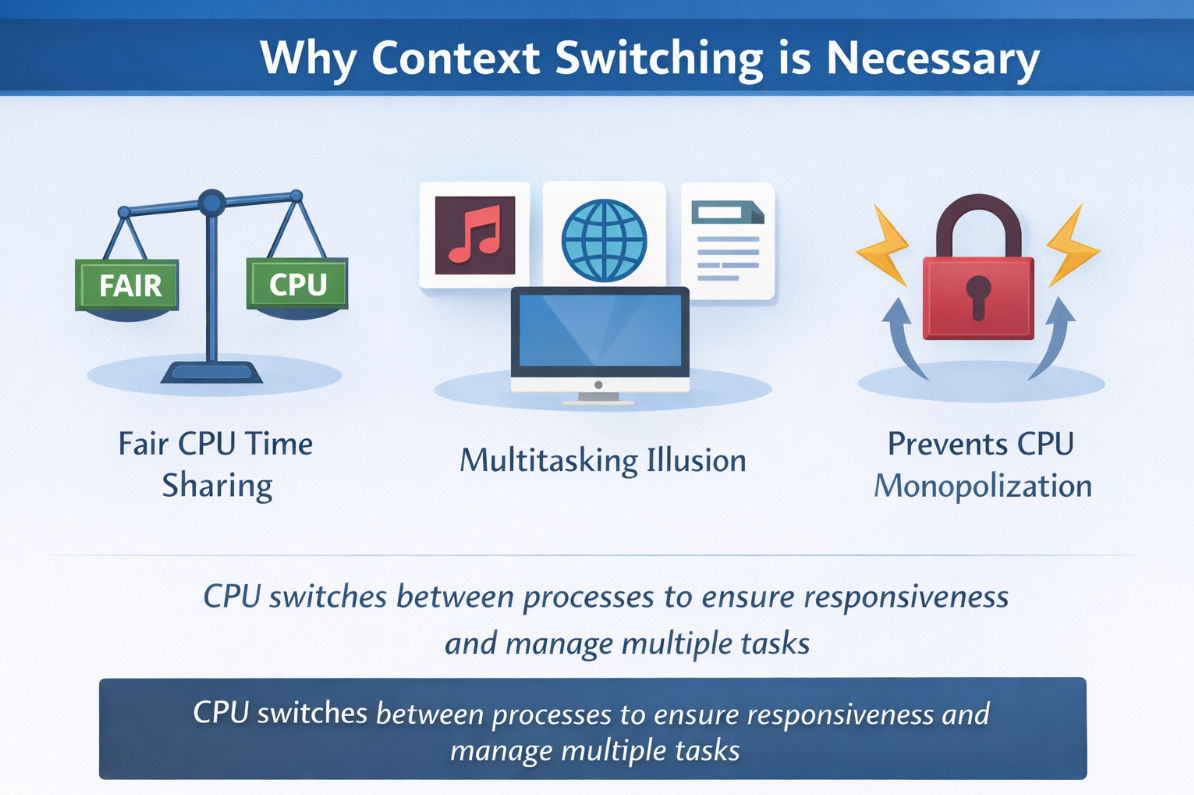 Why Context Switching is Necessary
FAIR
CPU
Fair CPU Time
Sharing
Multitasking Illusion
Prevents CPU
Monopolization
CPU switches between processes to ensure responsiveness
and manage multiple tasks
CPU switches between processes to ensure responsiveness and
manage multiple tasks